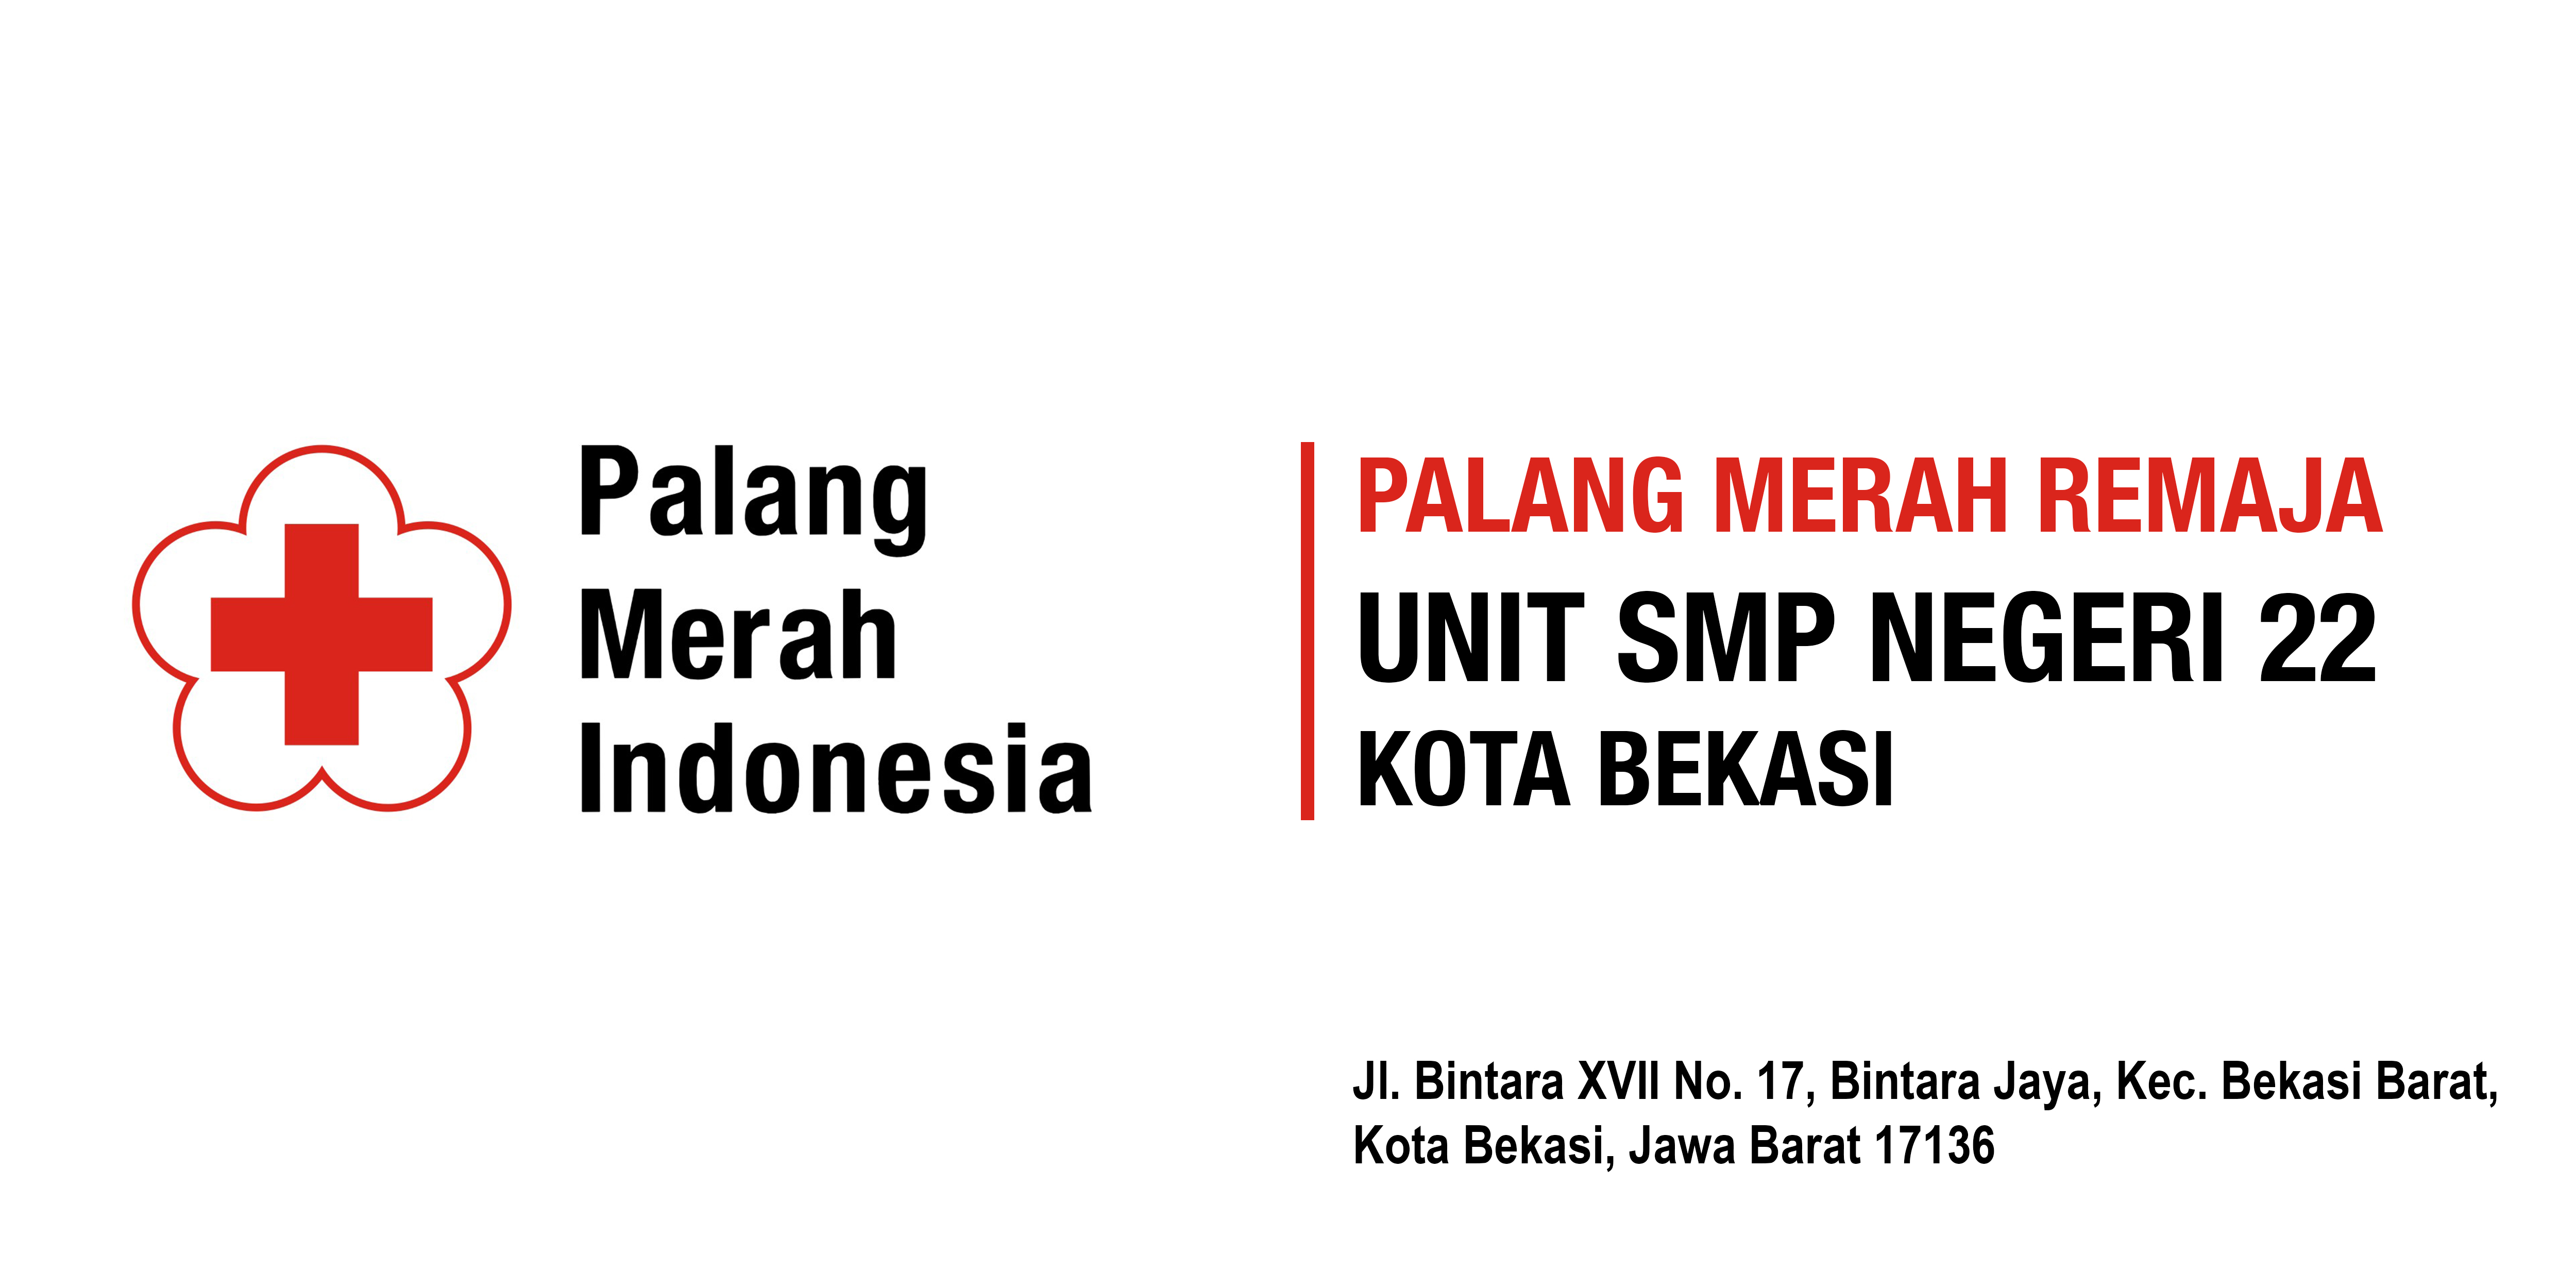 Palang
Merah
Indonesia
PALANG MERAH REMAJA
UNIT SMP NEGERI 22
KOTA BEKASI
Jl. Bintara XVII No. 17, Bintara Jaya, Kec. Bekasi Barat,
Kota Bekasi, Jawa Barat 17136